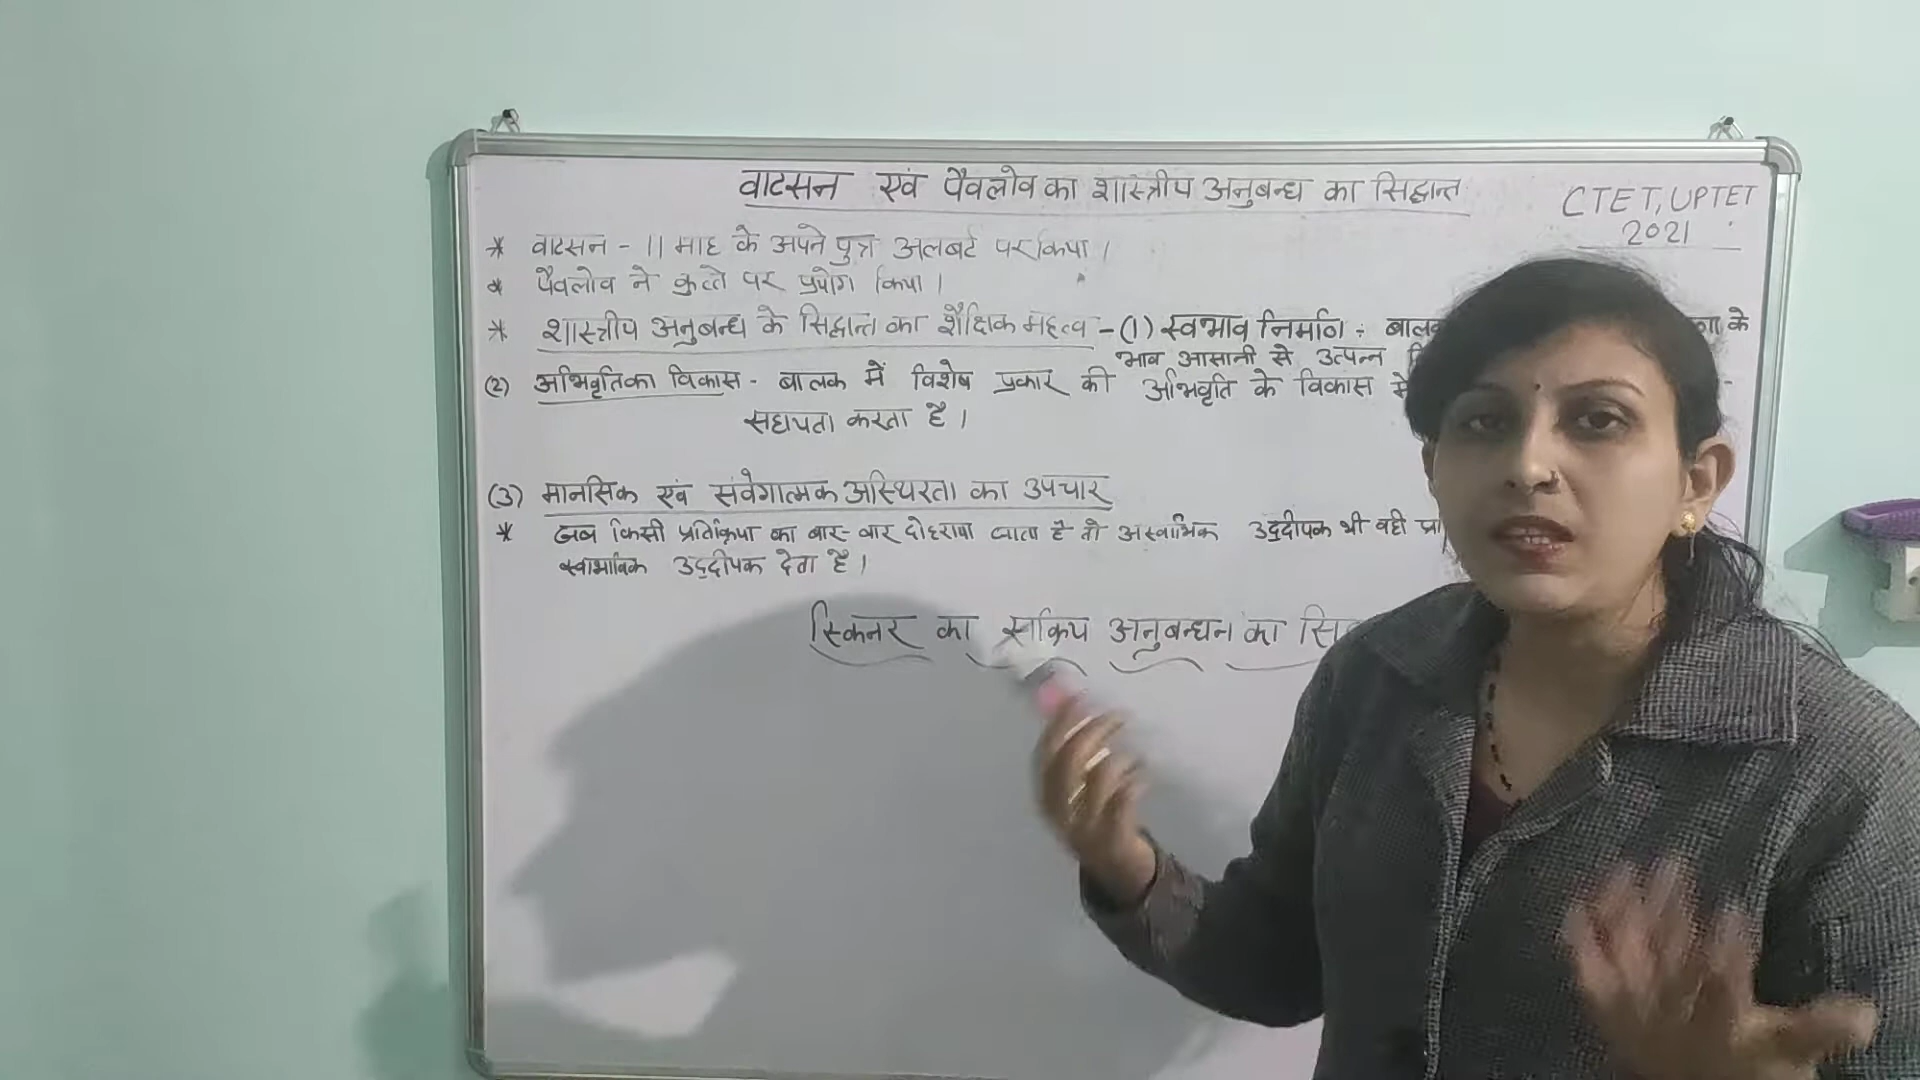 वाटसन एवं पैवलोव का शास्त्रीय अनुबन्ध का सिद्धान्त
CTET, UPTET
2021
* वाटसन - 11 माह के अपने पुत्र अलबर्ट पर किया।
* पैवलोव ने कुत्ते पर प्रयोग किया।
* शास्त्रीय अनुबन्ध के सिद्धान्त का शैक्षिक महत्व - (1) स्वभाव निर्माण : के
भाव आसानी से उत्पन्न
(2) अभिवृति का विकास - बालक में विशेष प्रकार की अभिवृति के विकास में
सहायता करता है।
(3) मानसिक एवं संवेगात्मक अस्थिरता का उपचार
* जब किसी प्रतिक्रिया का बार-बार दोहराया जाता है तो अस्वाभिक उद्दीपक भी वही
स्वाभाविक उद्दीपक देता है।
स्किनर का सक्रिय अनुबन्धन का